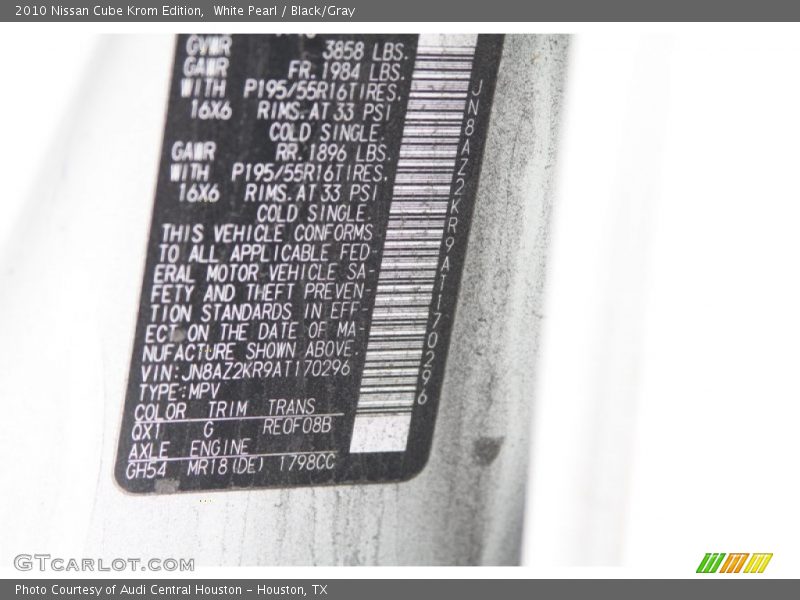 2010 Nissan Cube Krom Edition,  White Pearl / Black/Gray
GVWR 3858 LBS.
GAWR FR. 1984 LBS.
WITH P195/55R16TIRES.
16X6 RIMS. AT 33 PSI
COLD SINGLE.
GAWR RR. 1896 LBS.
WITH P195/55R16TIRES.
16X6 RIMS. AT 33 PSI
COLD SINGLE.
THIS VEHICLE CONFORMS
TO ALL APPLICABLE FED-
ERAL MOTOR VEHICLE SA-
FETY AND THEFT PREVEN-
TION STANDARDS IN EFF-
ECT ON THE DATE OF MA-
NUFACTURE SHOWN ABOVE.
VIN:JN8AZ2KR9AT170296
TYPE:MPV
COLOR TRIM TRANS
QX1 G RE0F08B
AXLE ENGINE
GH54 MR18(DE) 1798CC
JN8AZ2KR9AT170296
GTCARLOT.COM
Photo Courtesy of Audi Central Houston - Houston, TX